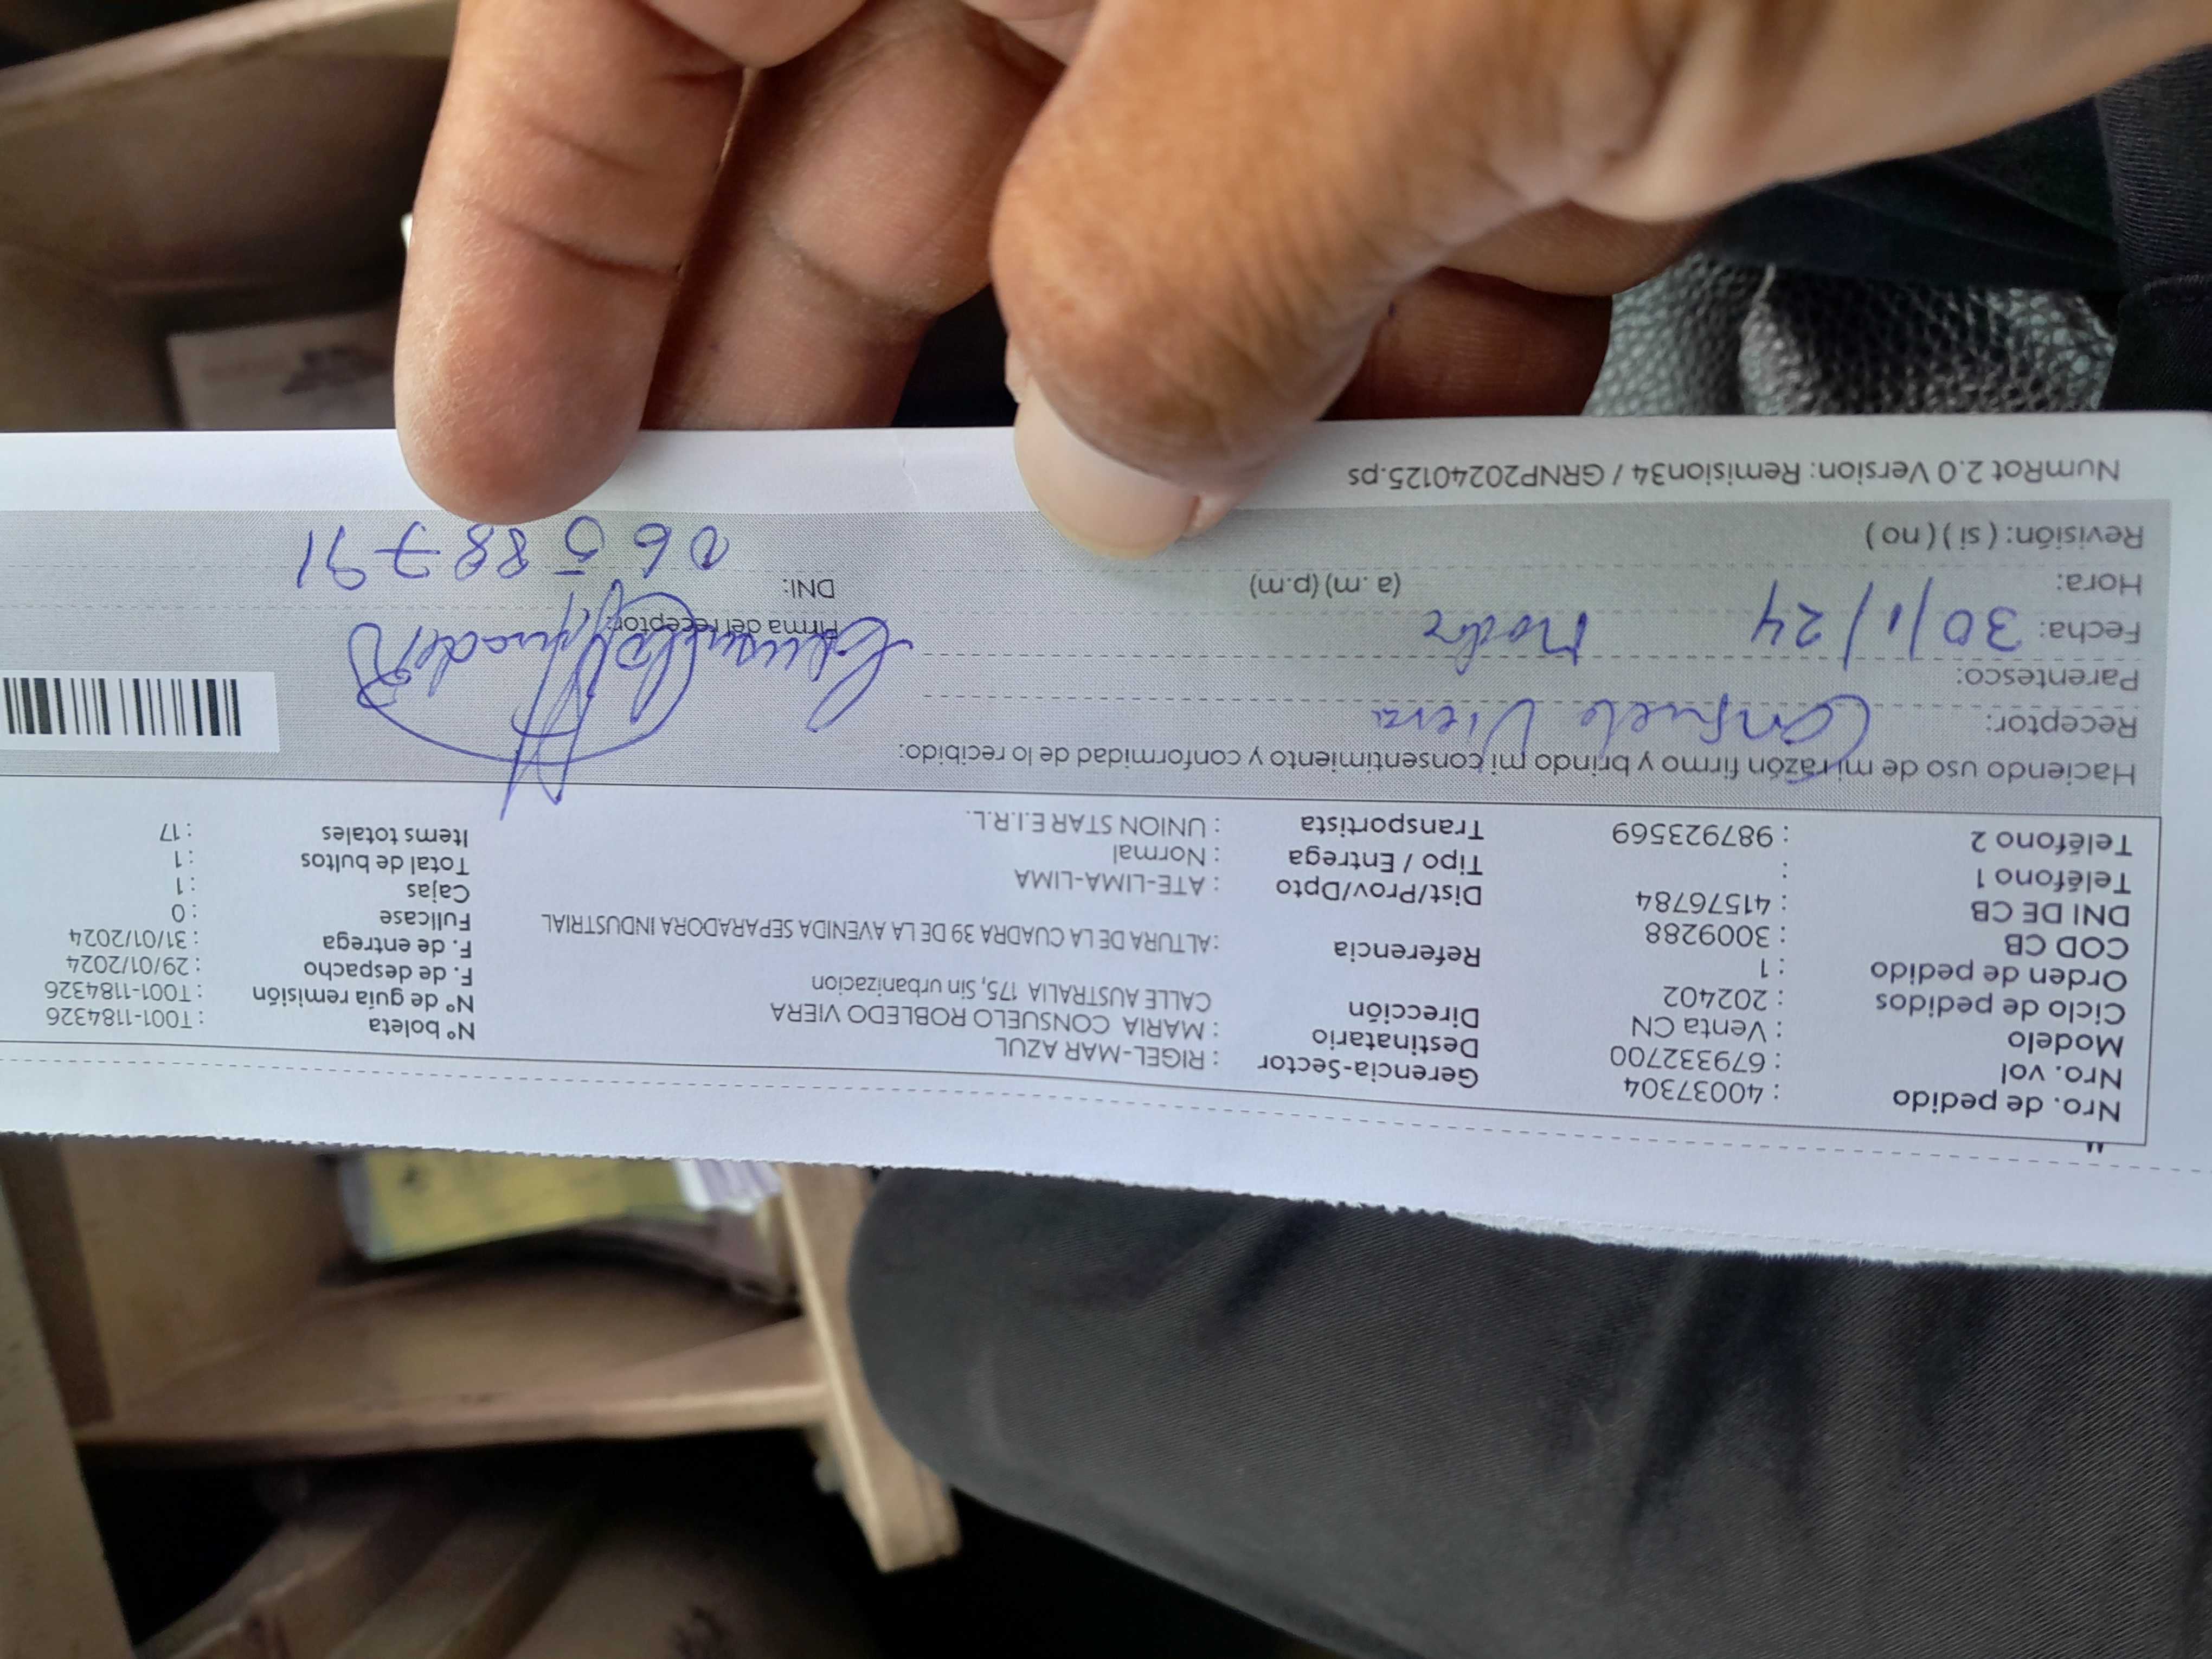 Nro. de pedido : 40037304 Gerencia-Sector : RIGEL-MAR AZUL Nº boleta : T001-1184326
Nro. vol : 679332700 Destinatario : MARIA CONSUELO ROBLEDO VIERA Nº de guía remisión : T001-1184326
Modelo : Venta CN Dirección CALLE AUSTRALIA 175, Sin urbanizacion F. de despacho : 29/01/2024
Ciclo de pedidos : 202402 F. de entrega : 31/01/2024
Orden de pedido : 1 Referencia : ALTURA DE LA CUADRA 39 DE LA AVENIDA SEPARADORA INDUSTRIAL Fullcase : 0
COD CB : 3009288 Cajas : 1
DNI DE CB : 41576784 Dist/Prov/Dpto : ATE-LIMA-LIMA Total de bultos : 1
Teléfono 1 : Tipo / Entrega : Normal Items totales : 17
Teléfono 2 : 987923569 Transportista : UNION STAR E.I.R.L.
Haciendo uso de mi razón firmo y brindo mi consentimiento y conformidad de lo recibido:
Receptor: Consuelo Viera
Parentesco: Madre
Fecha: 30/1/24 Firma del receptor:
Hora: (a.m) (p.m) DNI: 06588791
Revisión: ( si ) ( no )
NumRot 2.0 Version: Remision34 / GRNP20240125.ps